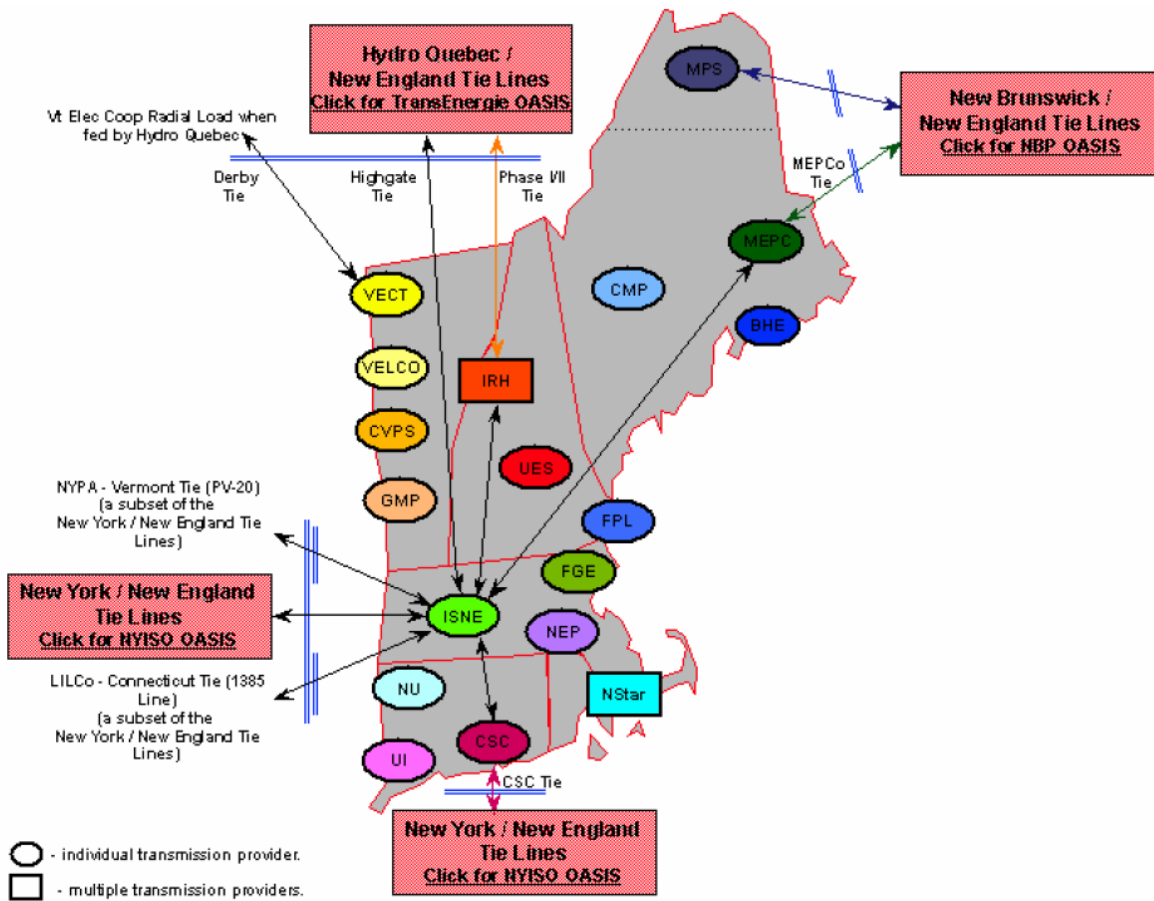 Hydro Quebec /
New England Tie Lines
Click for TransEnergie OASIS
MPS
New Brunswick /
New England Tie Lines
Click for NBP OASIS
Vt Elec Coop Radial Load when
fed by Hydro Quebec
Derby
Tie
Highgate
Tie
Phase I/II
Tie
MEPCo
Tie
MEPC
VECT
CMP
BHE
VELCO
IRH
CVPS
UES
GMP
FPL
NYPA - Vermont Tie (PV-20)
(a subset of the
New York / New England Tie
Lines)
FGE
New York / New England
Tie Lines
Click for NYISO OASIS
ISNE
NEP
LILCo - Connecticut Tie (1385
Line)
(a subset of the
New York / New England Tie
Lines)
NU
NStar
CSC
UI
CSC Tie
New York / New England
Tie Lines
Click for NYISO OASIS
- individual transmission provider.
- multiple transmission providers.